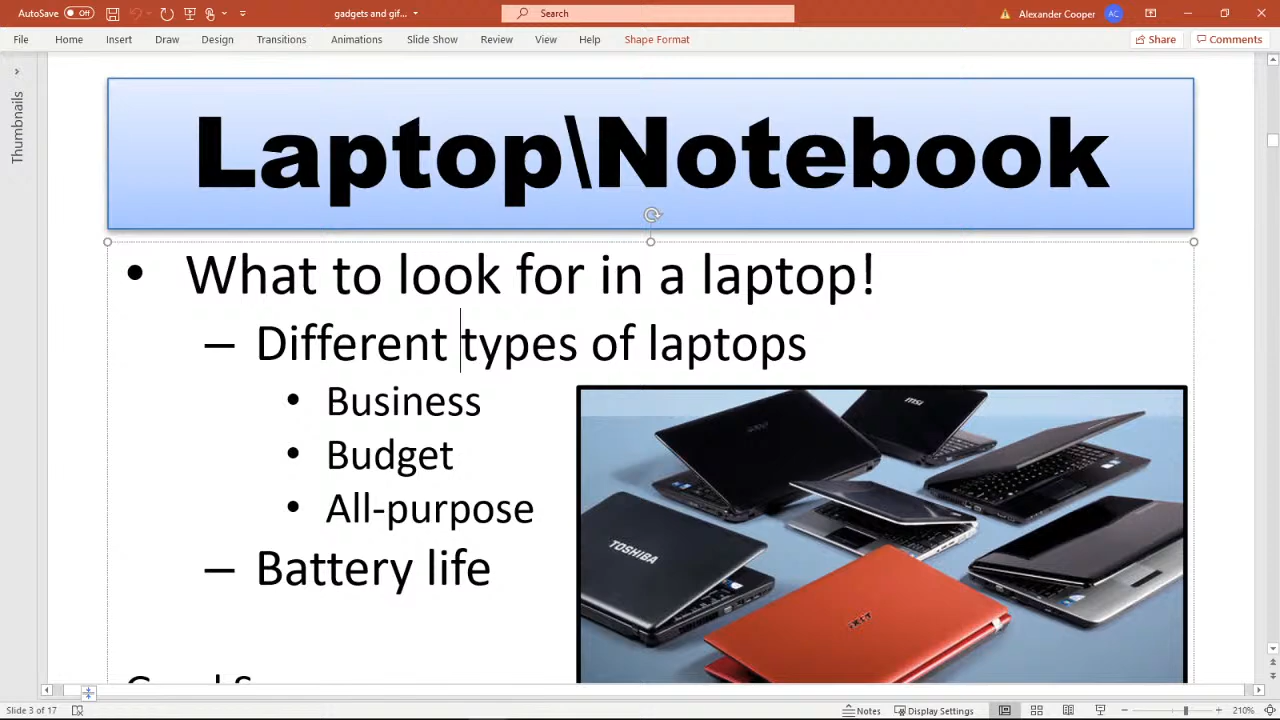 AutoSave Off gadgets and gif... Search Alexander Cooper AC
File Home Insert Draw Design Transitions Animations Slide Show Review View Help Shape Format Share Comments
Thumbnails
Laptop\Notebook
• What to look for in a laptop!
– Different types of laptops
• Business
• Budget
• All-purpose
– Battery life
msi
TOSHIBA
acer
Slide 3 of 17 Notes Display Settings 210%